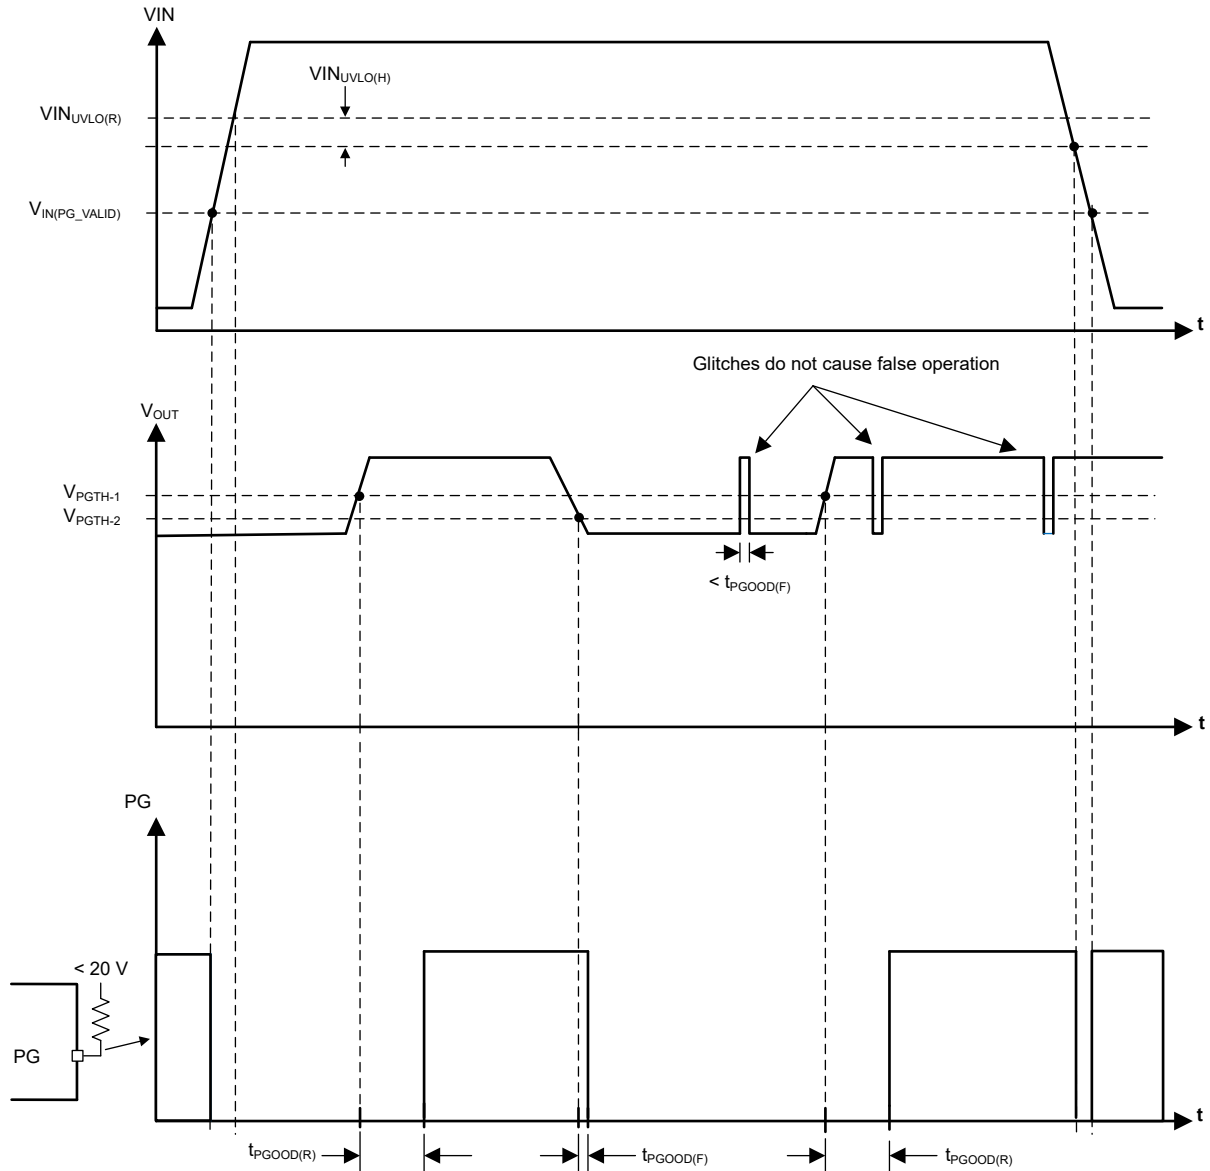 VIN
VIN_UVLO(H)
VIN_UVLO(R)
V_IN(PG_VALID)
t
Glitches do not cause false operation
V_OUT
V_PGTH-1
V_PGTH-2
< t_PGOOD(F)
t
PG
< 20 V
PG
t
t_PGOOD(R)
t_PGOOD(F)
t_PGOOD(R)